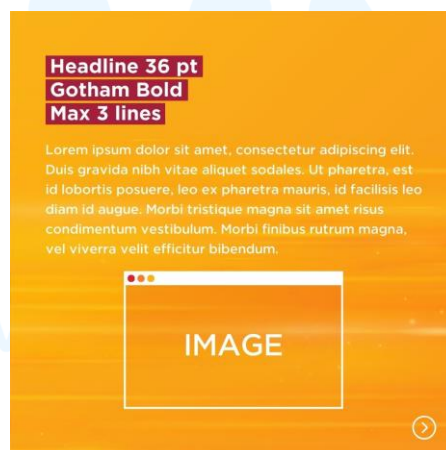 Headline 36 pt
Gotham Bold
Max 3 lines
Lorem ipsum dolor sit amet, consectetur adipiscing elit.
Duis gravida nibh vitae aliquet sodales. Ut pharetra, est
id lobortis posuere, leo ex pharetra mauris, id facilisis leo
diam id augue. Morbi tristique magna sit amet risus
condimentum vestibulum. Morbi finibus rutrum magna,
vel viverra velit efficitur bibendum.
IMAGE